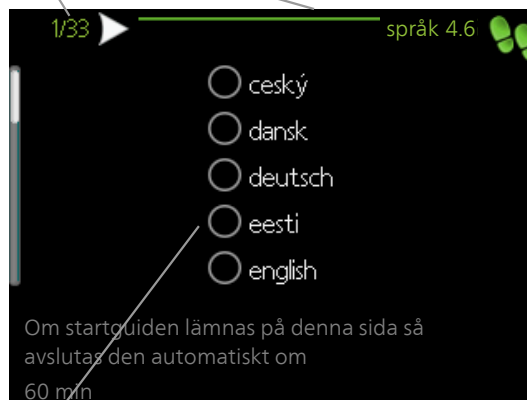 1/33
språk 4.6
ceský
dansk
deutsch
eesti
english
Om startguiden lämnas på denna sida så
avslutas den automatiskt om
60 min